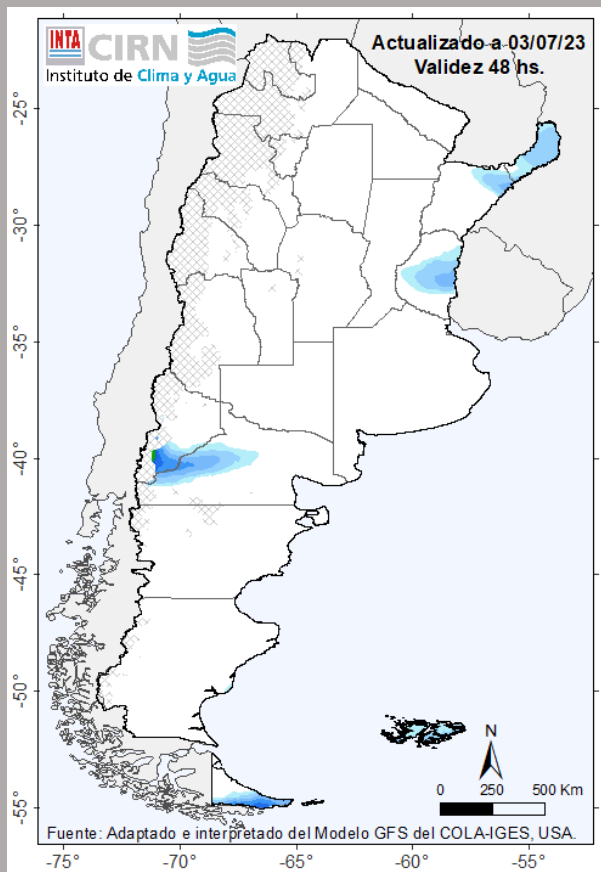 INTA CIRN
Instituto de Clima y Agua
Actualizado a 03/07/23
Validez 48 hs.
-25°
-30°
-35°
-40°
-45°
-50°
-55°
N
0 250 500 Km
Fuente: Adaptado e interpretado del Modelo GFS del COLA-IGES, USA.
-75° -70° -65° -60° -55°